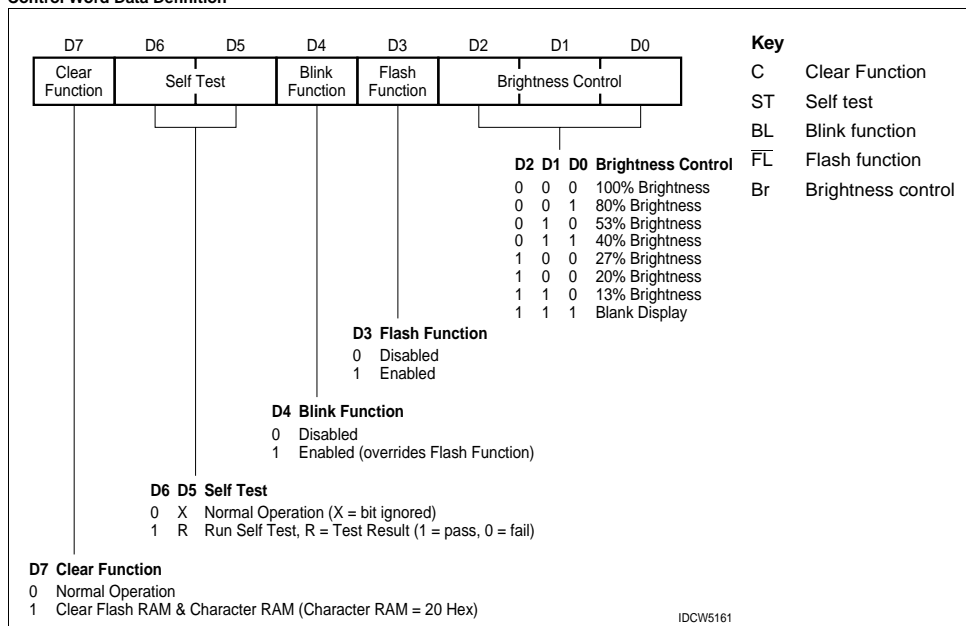 Control Word Data Definition
D7 D6 D5 D4 D3 D2 D1 D0
Clear Function
Self Test
Blink Function
Flash Function
Brightness Control
Key
C Clear Function
ST Self test
BL Blink function
F̅L̅ Flash function
Br Brightness control
D2 D1 D0 Brightness Control
0 0 0 100% Brightness
0 0 1 80% Brightness
0 1 0 53% Brightness
0 1 1 40% Brightness
1 0 0 27% Brightness
1 0 0 20% Brightness
1 1 0 13% Brightness
1 1 1 Blank Display
D3 Flash Function
0 Disabled
1 Enabled
D4 Blink Function
0 Disabled
1 Enabled (overrides Flash Function)
D6 D5 Self Test
0 X Normal Operation (X = bit ignored)
1 R Run Self Test, R = Test Result (1 = pass, 0 = fail)
D7 Clear Function
0 Normal Operation
1 Clear Flash RAM & Character RAM (Character RAM = 20 Hex)
IDCW5161